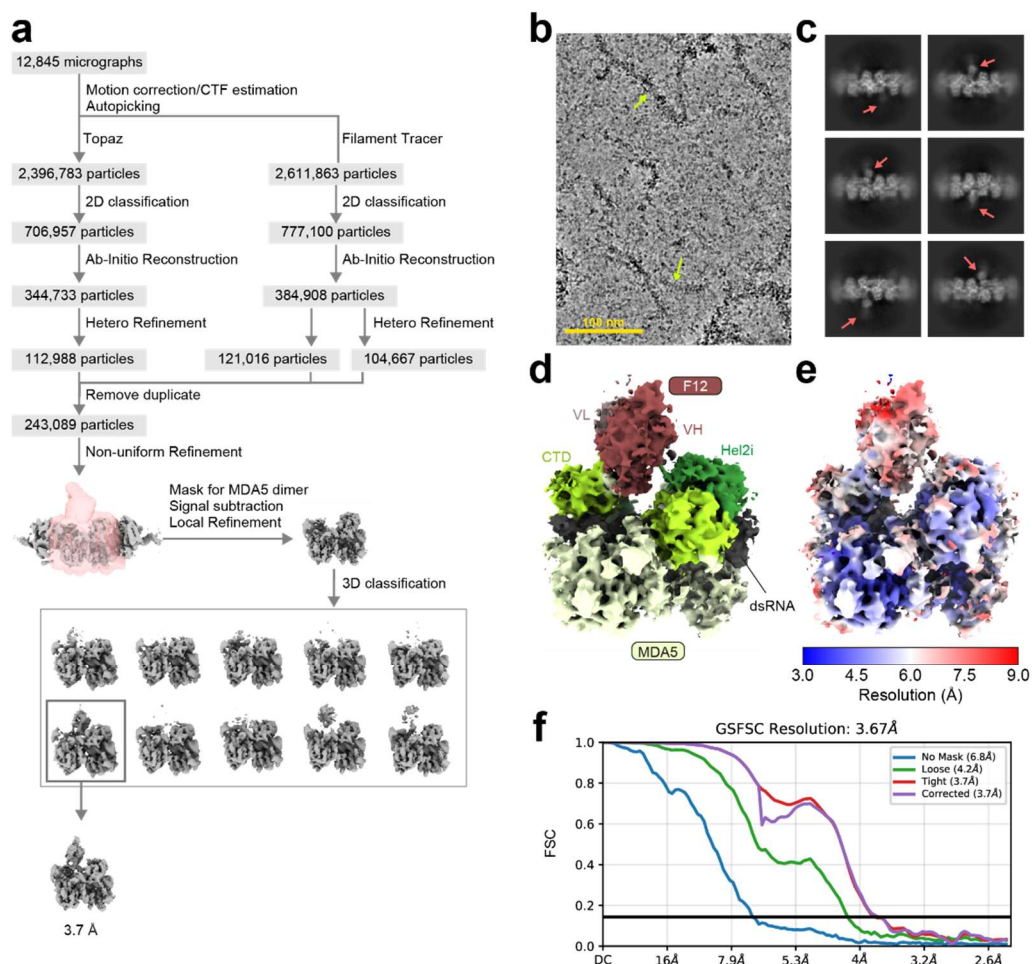 a
12,845 micrographs
Motion correction/CTF estimation
Autopicking
Topaz
Filament Tracer
2,396,783 particles
2,611,863 particles
2D classification
2D classification
706,957 particles
777,100 particles
Ab-Initio Reconstruction
Ab-Initio Reconstruction
344,733 particles
384,908 particles
Hetero Refinement
Hetero Refinement
112,988 particles
121,016 particles
104,667 particles
Remove duplicate
243,089 particles
Non-uniform Refinement
Mask for MDA5 dimer
Signal subtraction
Local Refinement
3D classification
3.7 Å
b
100 nm
c
d
F12
VL
VH
CTD
Hel2i
dsRNA
MDA5
e
3.0 4.5 6.0 7.5 9.0
Resolution (Å)
f
GSFSC Resolution: 3.67Å
No Mask (6.8Å)
Loose (4.2Å)
Tight (3.7Å)
Corrected (3.7Å)
FSC
1.0
0.8
0.6
0.4
0.2
0.0
DC 16Å 7.9Å 5.3Å 4Å 3.2Å 2.6Å